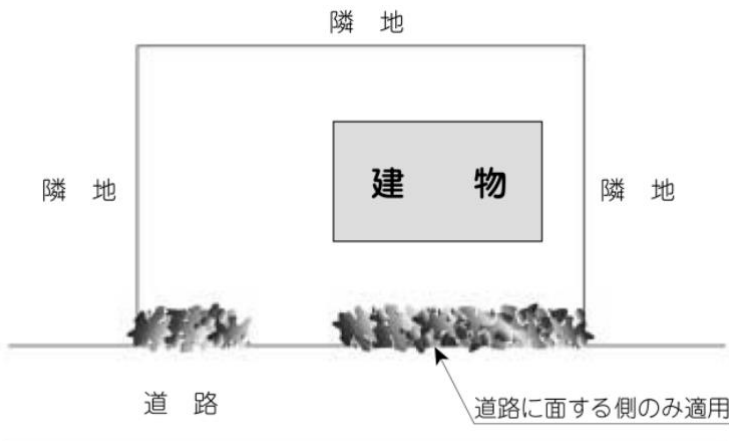 隣 地
隣 地
建 物
隣 地
道 路
道路に面する側のみ適用